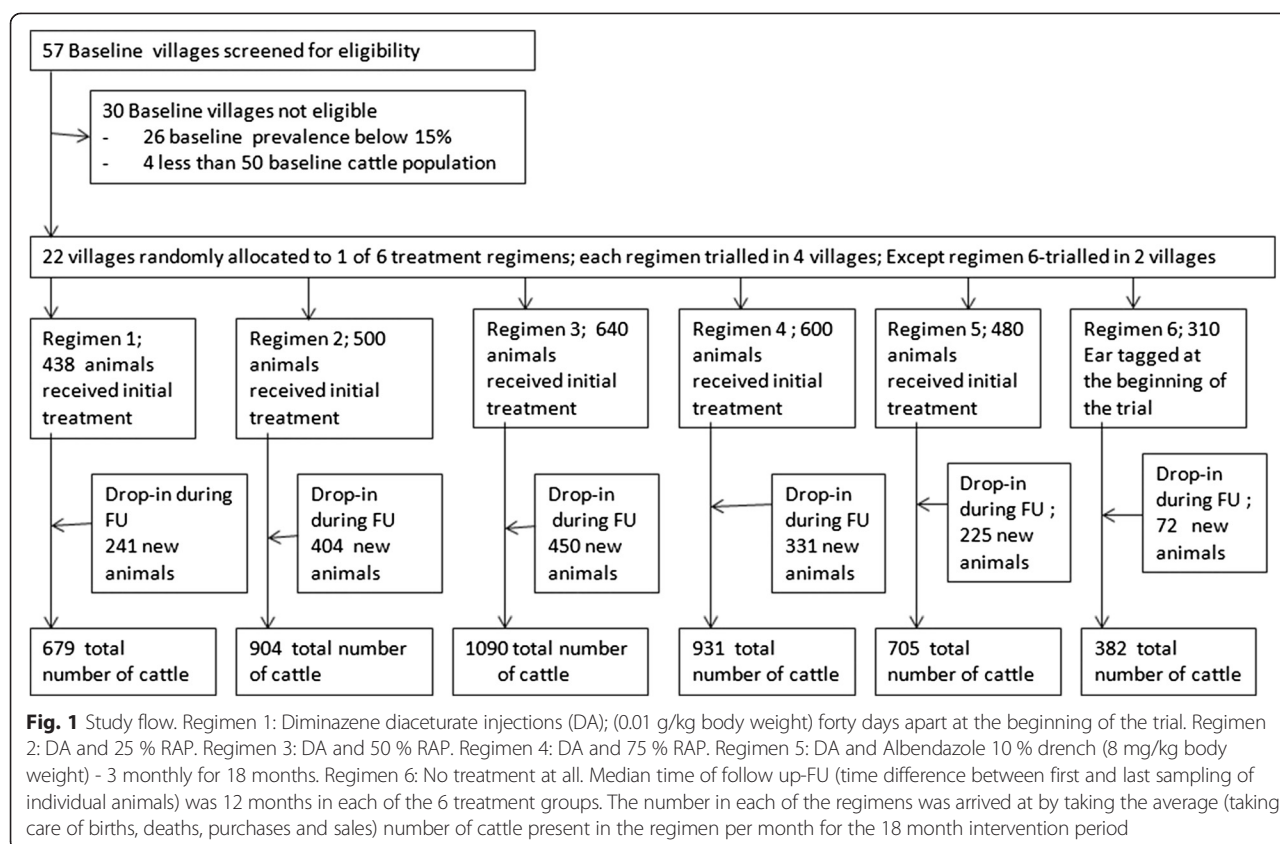 57 Baseline villages screened for eligibility
30 Baseline villages not eligible
- 26 baseline prevalence below 15%
- 4 less than 50 baseline cattle population
22 villages randomly allocated to 1 of 6 treatment regimens; each regimen trialled in 4 villages; Except regimen 6-trialled in 2 villages
Regimen 1;
438 animals
received initial
treatment
Regimen 2; 500
animals
received initial
treatment
Regimen 3; 640
animals
received initial
treatment
Regimen 4 ; 600
animals
received initial
treatment
Regimen 5; 480
animals
received initial
treatment
Regimen 6; 310
Ear tagged at
the beginning of
the trial
Drop-in during
FU
241 new
animals
Drop-in
during FU
404 new
animals
Drop-in
during FU
450 new
animals
Drop-in
during FU
331 new
animals
Drop-in
during FU ;
225 new
animals
Drop-in
during FU ;
72 new
animals
679 total
number of cattle
904 total number
of cattle
1090 total number
of cattle
931 total
number of cattle
705 total
number of cattle
382 total
number of cattle
Fig. 1 Study flow. Regimen 1: Diminazene diaceturate injections (DA); (0.01 g/kg body weight) forty days apart at the beginning of the trial. Regimen
2: DA and 25 % RAP. Regimen 3: DA and 50 % RAP. Regimen 4: DA and 75 % RAP. Regimen 5: DA and Albendazole 10 % drench (8 mg/kg body
weight) - 3 monthly for 18 months. Regimen 6: No treatment at all. Median time of follow up-FU (time difference between first and last sampling of
individual animals) was 12 months in each of the 6 treatment groups. The number in each of the regimens was arrived at by taking the average (taking
care of births, deaths, purchases and sales) number of cattle present in the regimen per month for the 18 month intervention period